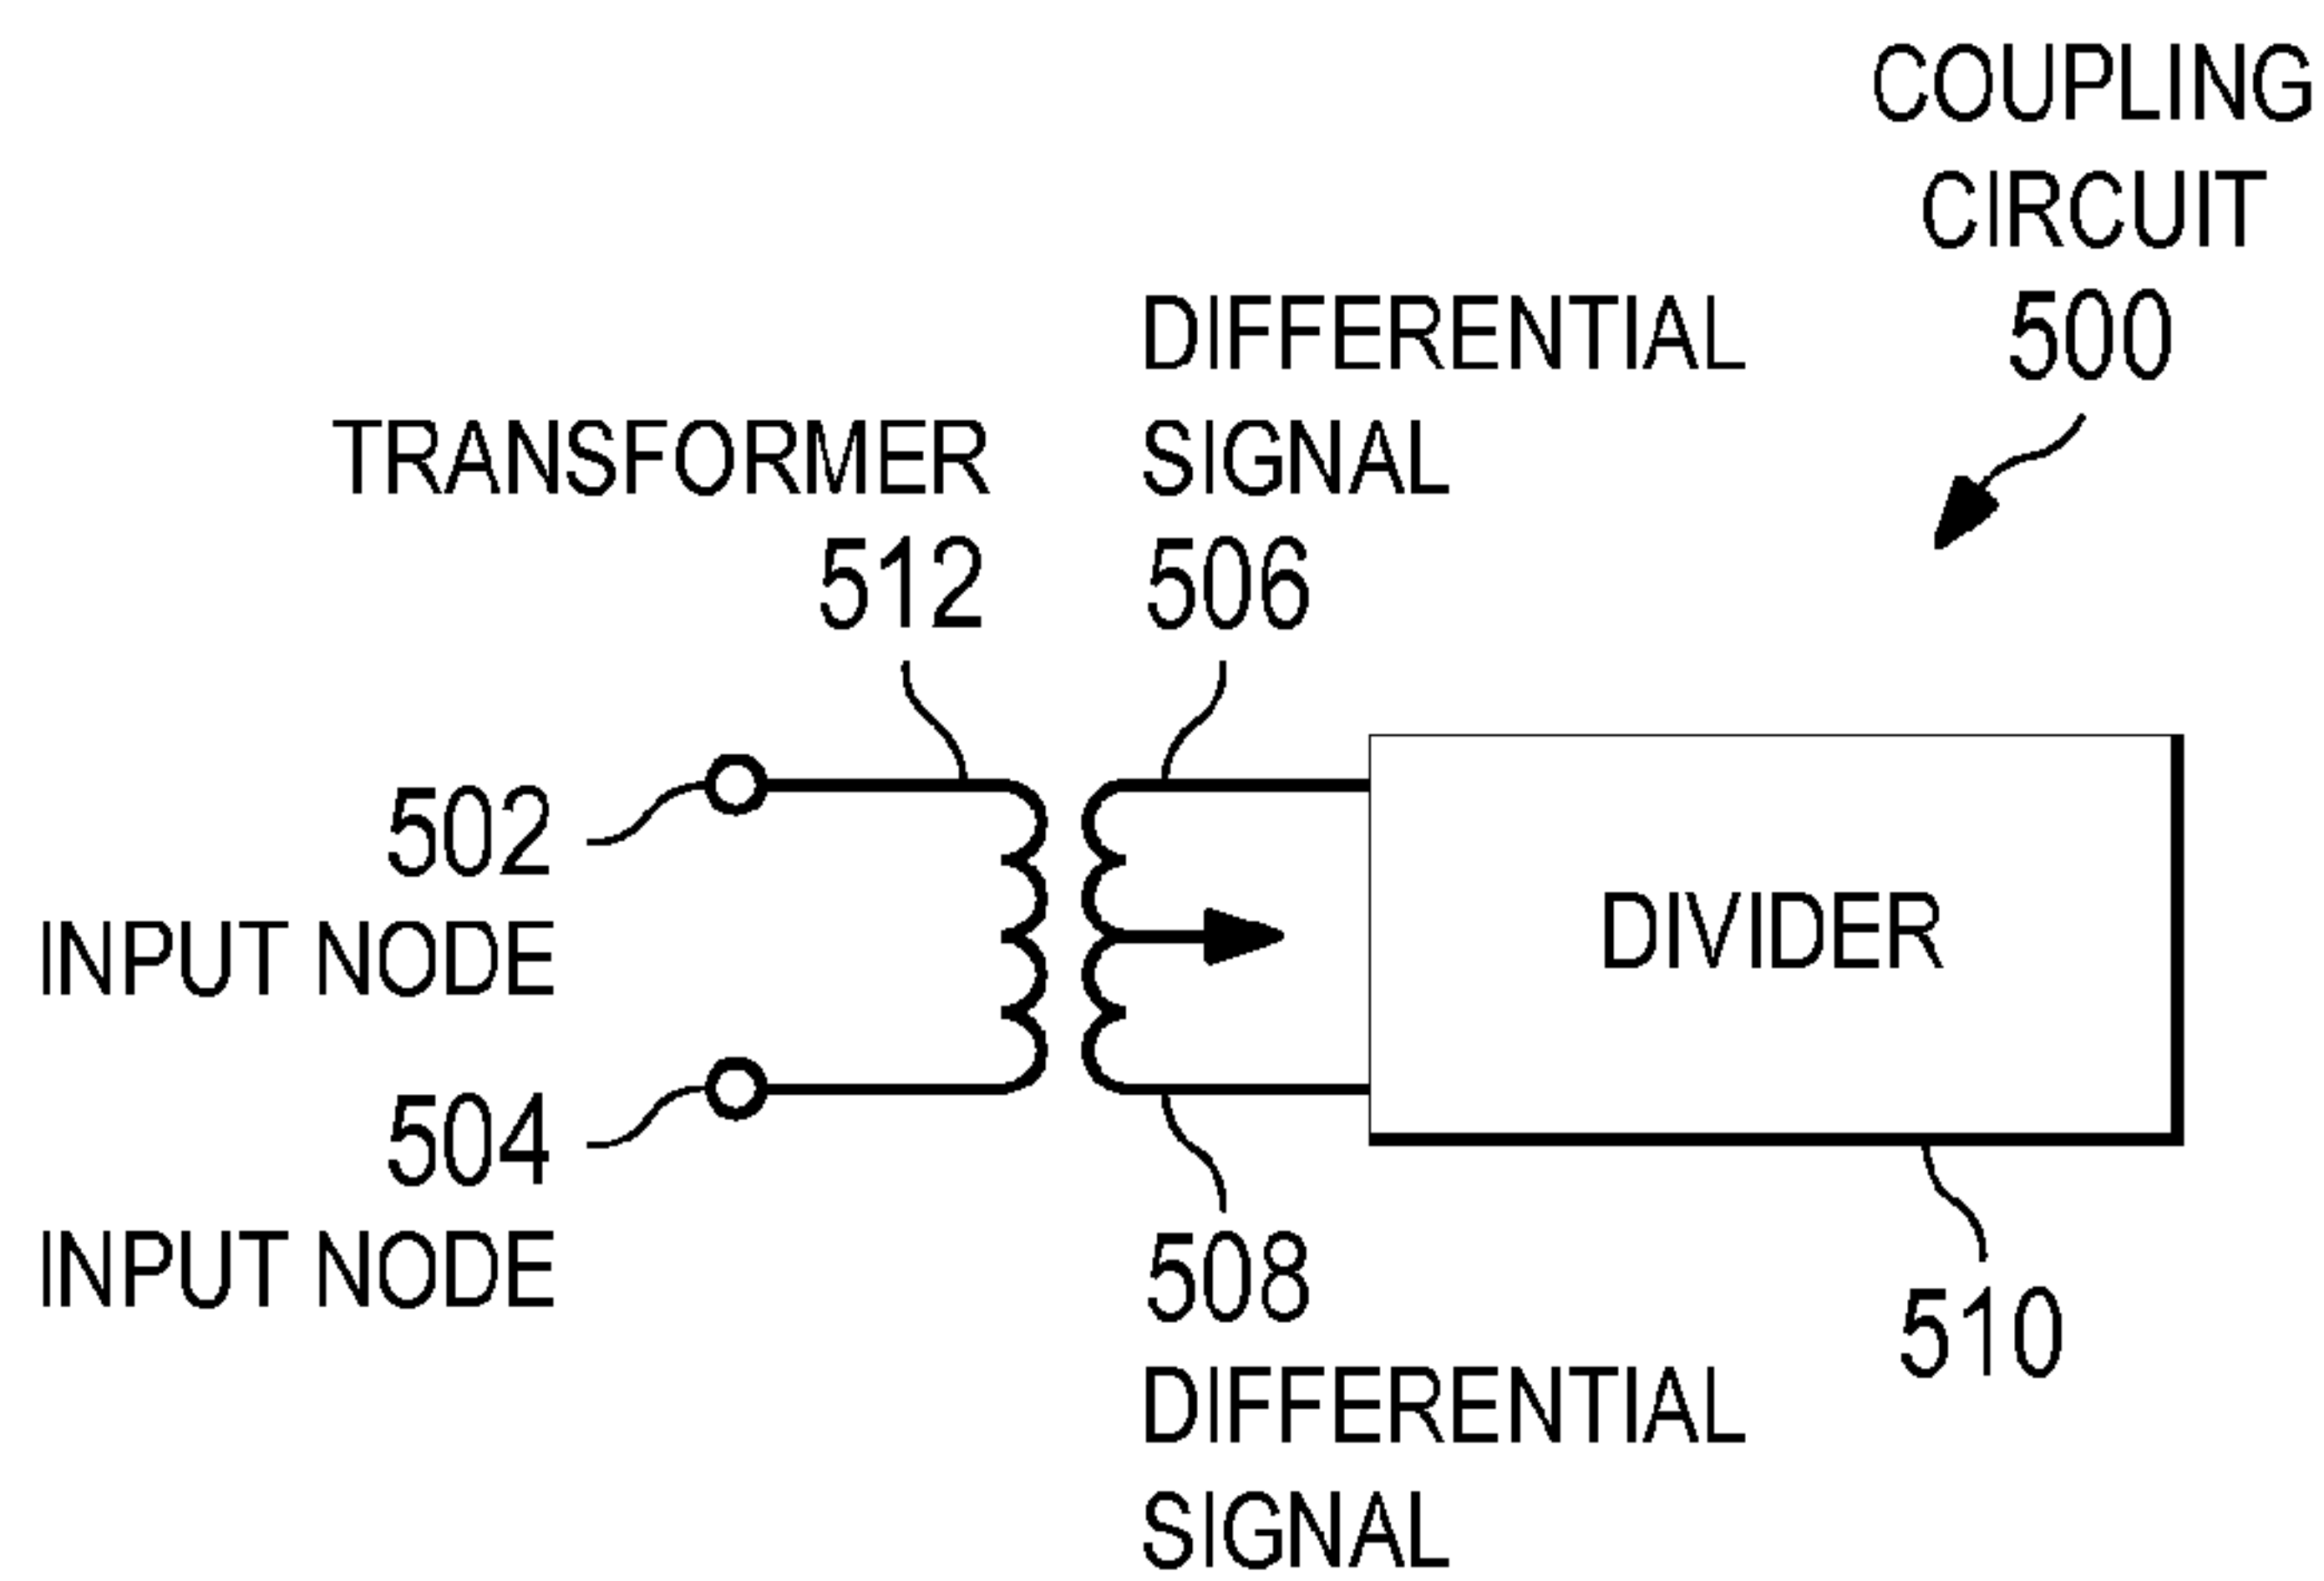 COUPLING
CIRCUIT
500
DIFFERENTIAL
SIGNAL
506
TRANSFORMER
512
502
INPUT NODE
504
INPUT NODE
DIVIDER
508
DIFFERENTIAL
SIGNAL
510